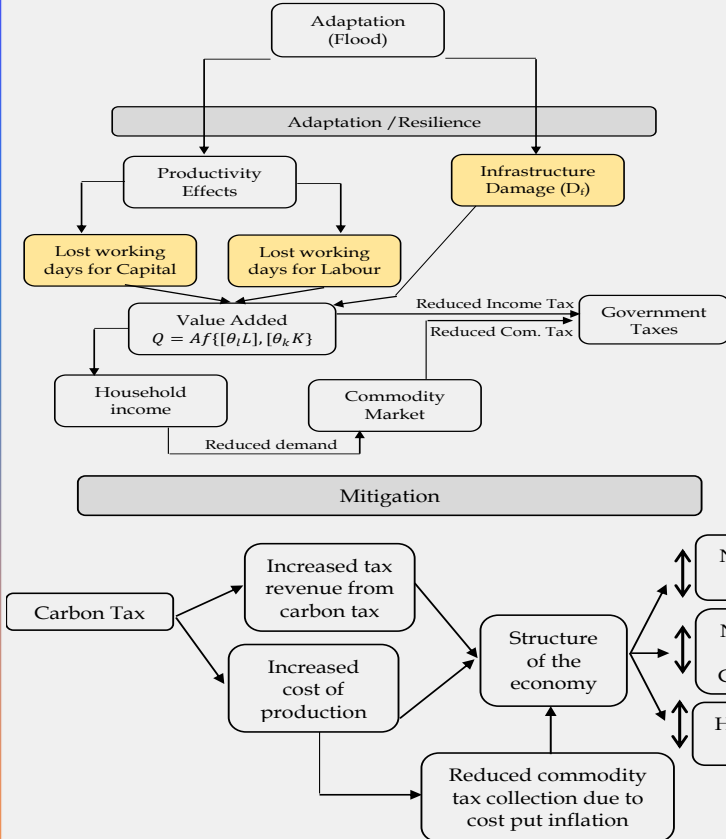 Adaptation
(Flood)
Adaptation /Resilience
Productivity
Effects
Infrastructure
Damage (Df)
Lost working
days for Capital
Lost working
days for Labour
Value Added
Q = Af{[θlL], [θkK}
Reduced Income Tax
Reduced Com. Tax
Government
Taxes
Household
income
Commodity
Market
Reduced demand
Mitigation
Carbon Tax
Increased tax
revenue from
carbon tax
Increased
cost of
production
Structure
of the
economy
Reduced commodity
tax collection due to
cost put inflation